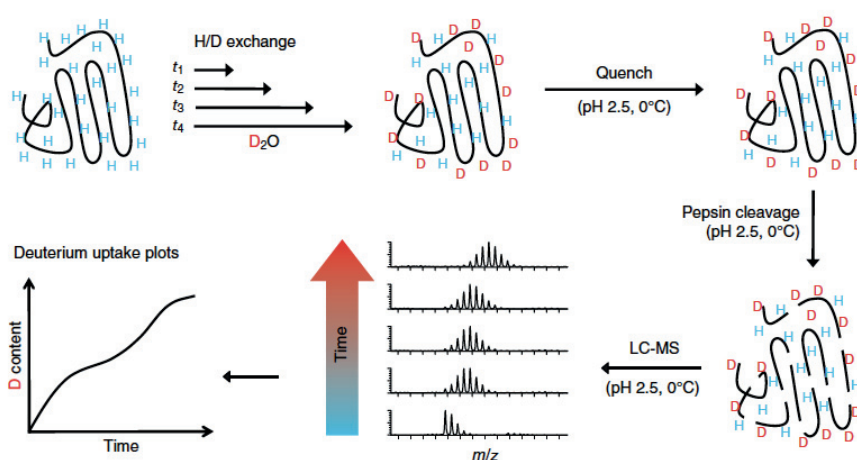 H/D exchange
t1
t2
t3
t4
D2O
Quench
(pH 2.5, 0°C)
Pepsin cleavage
(pH 2.5, 0°C)
LC-MS
(pH 2.5, 0°C)
Time
m/z
Deuterium uptake plots
D content
Time
H H H H H H H H H H H H H H H H H H H H
D D D D D D D D D D D D H H H H H H H H
D D D D D D D D D D D D H H H H H H H H
D D D D D D D D D D D D H H H H H H H H